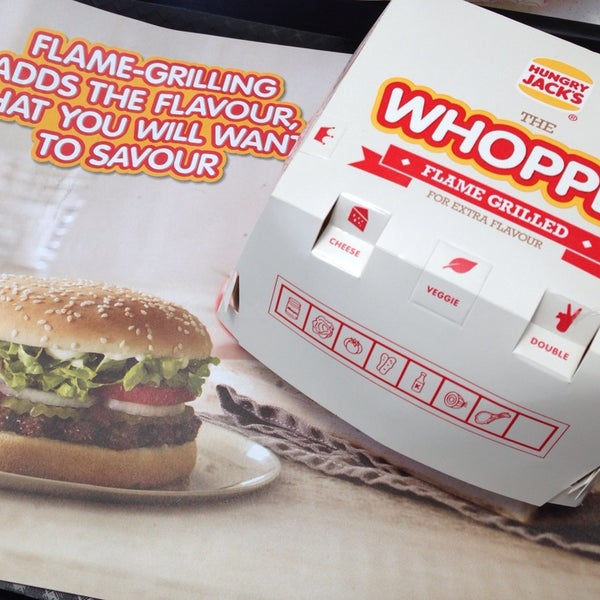 FLAME-GRILLING
ADDS THE FLAVOUR,
HAT YOU WILL WANT
TO SAVOUR
HUNGRY
JACK'S
®
THE
WHOPP
FLAME GRILLED
FOR EXTRA FLAVOUR
CHEESE
VEGGIE
DOUBLE